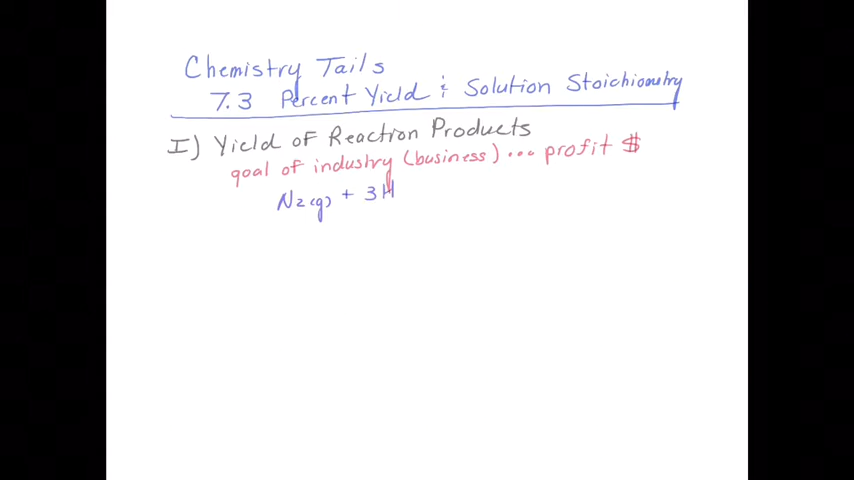 Chemistry Tails
7.3 Percent Yield & Solution Stoichiometry
I) Yield of Reaction Products
goal of industry (business)... profit $
N2(g) + 3H